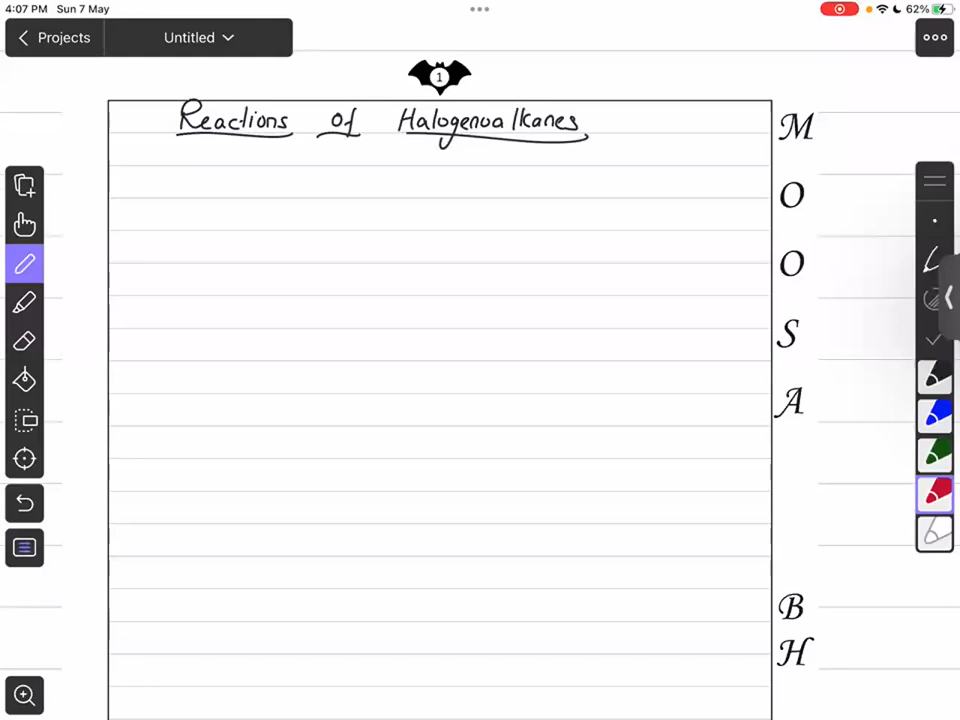 4:07 PM Sun 7 May
62%
Projects
Untitled
1
Reactions of Halogenoalkanes
M
O
O
S
A
B
H